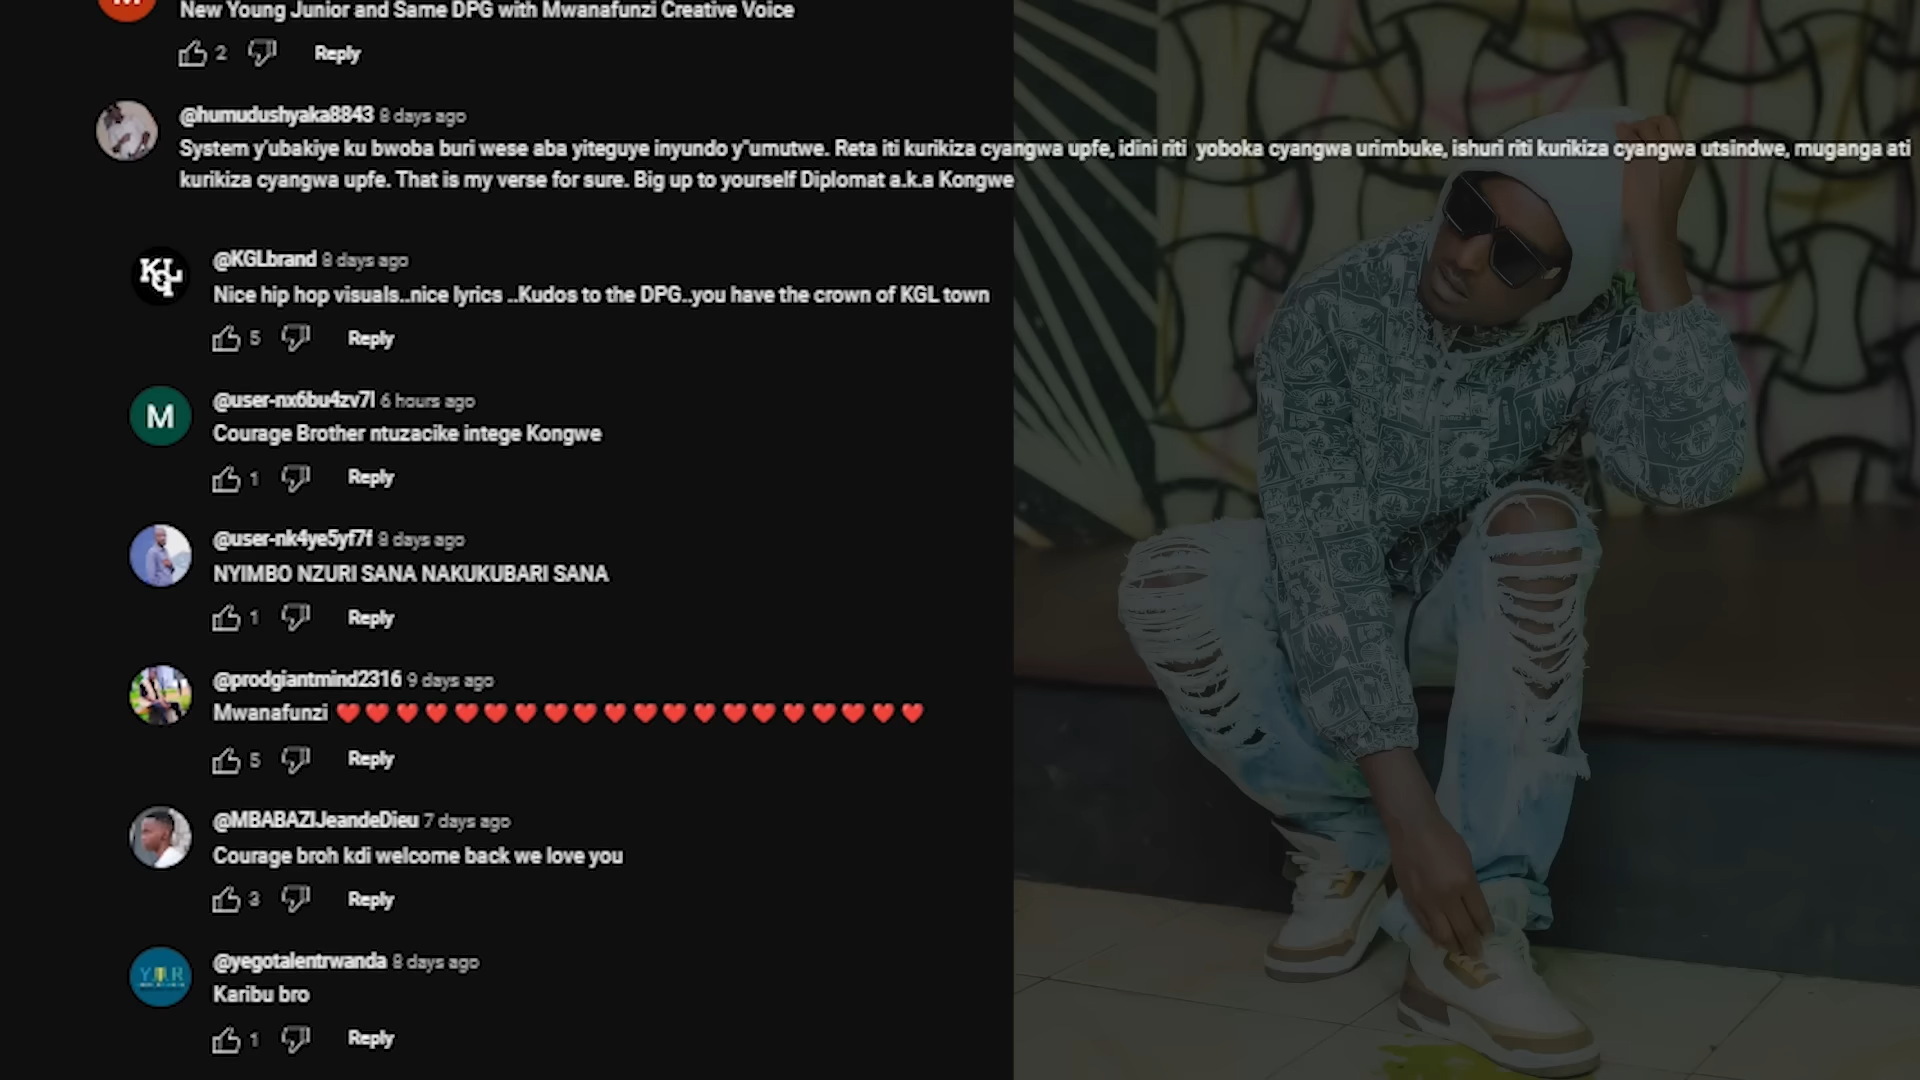 New Young Junior and Same DPG with Mwanafunzi Creative Voice
2 Reply
@humudushyaka8843 8 days ago
System y'ubakiye ku bwoba buri wese aba yiteguye inyundo y"umutwe. Reta iti kurikiza cyangwa upfe, idini riti yoboka cyangwa urimbuke, ishuri riti kurikiza cyangwa utsindwe, muganga ati
kurikiza cyangwa upfe. That is my verse for sure. Big up to yourself Diplomat a.k.a Kongwe
KGL
@KGLbrand 8 days ago
Nice hip hop visuals..nice lyrics ..Kudos to the DPG..you have the crown of KGL town
5 Reply
M
@user-nx6bu4zv7l 6 hours ago
Courage Brother ntuzacike intege Kongwe
1 Reply
@user-nk4ye5yf7f 8 days ago
NYIMBO NZURI SANA NAKUKUBARI SANA
1 Reply
@prodgiantmind2316 9 days ago
Mwanafunzi ❤️❤️❤️❤️❤️❤️❤️❤️❤️❤️❤️❤️❤️❤️❤️❤️❤️❤️❤️❤️
5 Reply
@MBABAZIJeandeDieu 7 days ago
Courage broh kdi welcome back we love you
3 Reply
@yegotalentrwanda 8 days ago
Karibu bro
1 Reply